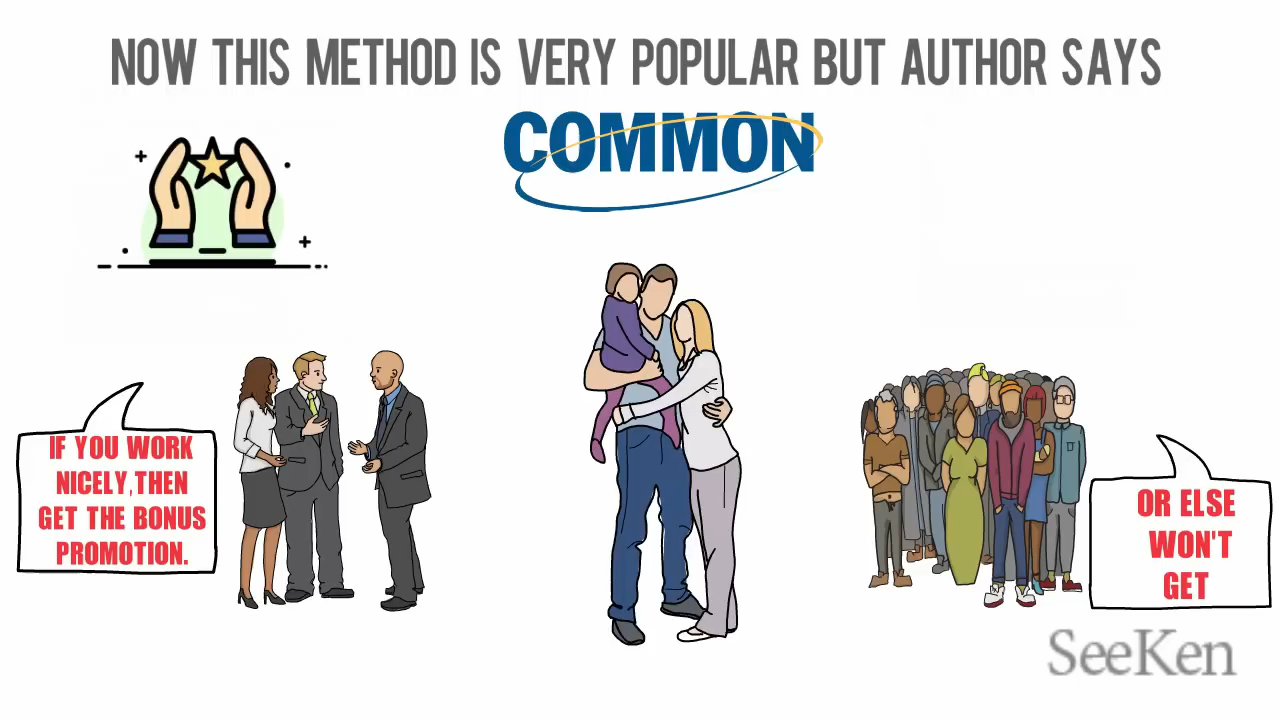 NOW THIS METHOD IS VERY POPULAR BUT AUTHOR SAYS
COMMON
IF YOU WORK
NICELY,THEN
GET THE BONUS
PROMOTION.
OR ELSE
WON'T
GET
SeeKen